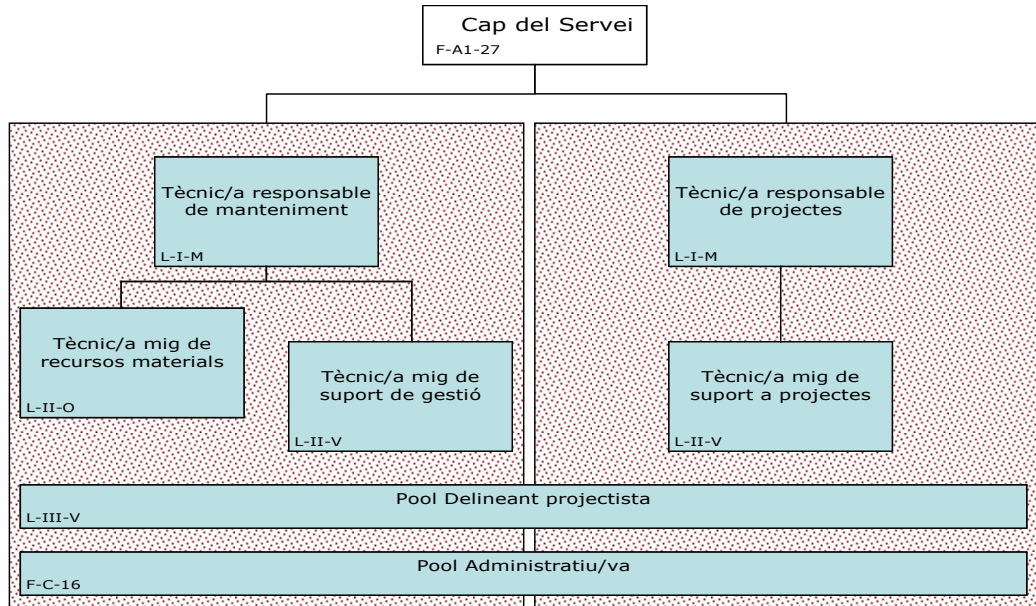 Cap del Servei
F-A1-27
Tècnic/a responsable
de manteniment
L-I-M
Tècnic/a responsable
de projectes
L-I-M
Tècnic/a mig de
recursos materials
L-II-O
Tècnic/a mig de
suport de gestió
L-II-V
Tècnic/a mig de
suport a projectes
L-II-V
Pool Delineant projectista
L-III-V
Pool Administratiu/va
F-C-16